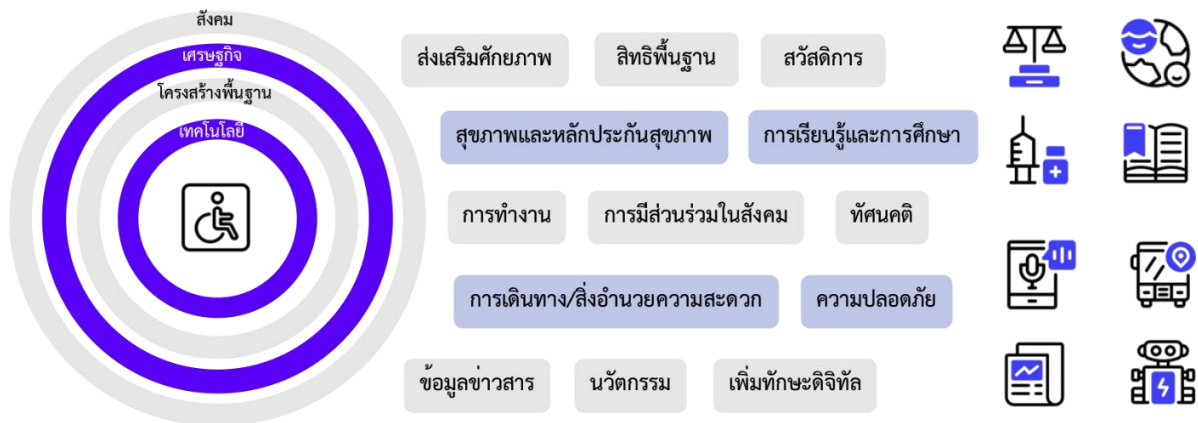 สังคม
เศรษฐกิจ
โครงสร้างพื้นฐาน
เทคโนโลยี
ส่งเสริมศักยภาพ
สิทธิพื้นฐาน
สวัสดิการ
สุขภาพและหลักประกันสุขภาพ
การเรียนรู้และการศึกษา
การทำงาน
การมีส่วนร่วมในสังคม
ทัศนคติ
การเดินทาง/สิ่งอำนวยความสะดวก
ความปลอดภัย
ข้อมูลข่าวสาร
นวัตกรรม
เพิ่มทักษะดิจิทัล